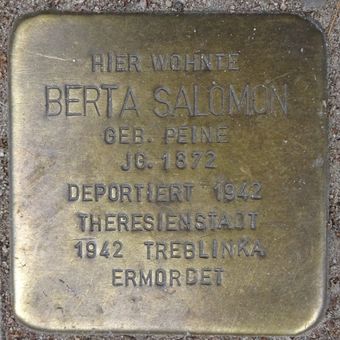 HIER WOHNTE
BERTA SALOMON
GEB. PEINE
JG. 1872
DEPORTIERT 1942
THERESIENSTADT
1942 TREBLINKA
ERMORDET